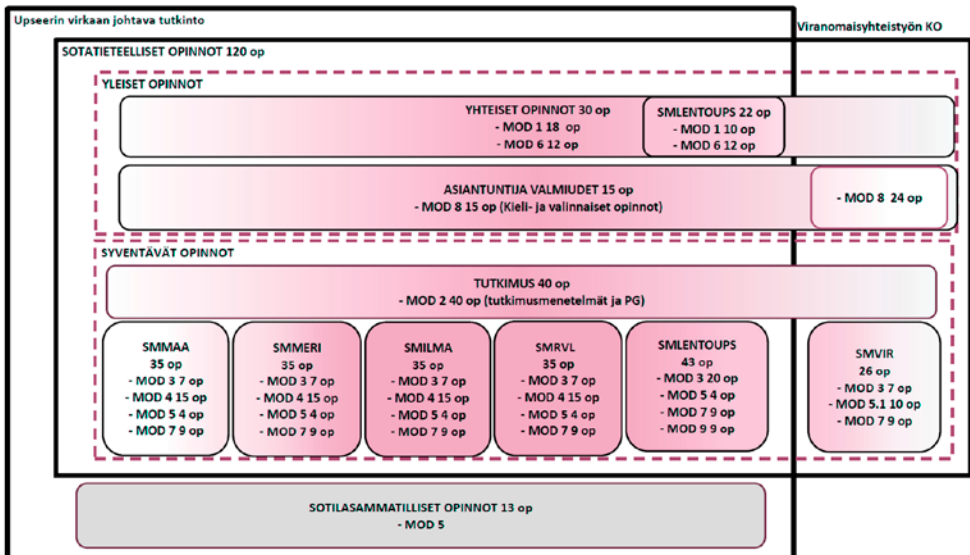 Upseerin virkaan johtava tutkinto
Viranomaisyhteistyön KO
SOTATIETEELLISET OPINNOT 120 op
YLEISET OPINNOT
YHTEISET OPINNOT 30 op
- MOD 1 18 op
- MOD 6 12 op
SMLENTOUPS 22 op
- MOD 1 10 op
- MOD 6 12 op
ASIANTUNTIJA VALMIUDET 15 op
- MOD 8 15 op (Kieli- ja valinnaiset opinnot)
- MOD 8 24 op
SYVENTÄVÄT OPINNOT
TUTKIMUS 40 op
- MOD 2 40 op (tutkimusmenetelmät ja PG)
SMMAA
35 op
- MOD 3 7 op
- MOD 4 15 op
- MOD 5 4 op
- MOD 7 9 op
SMMERI
35 op
- MOD 3 7 op
- MOD 4 15 op
- MOD 5 4 op
- MOD 7 9 op
SMILMA
35 op
- MOD 3 7 op
- MOD 4 15 op
- MOD 5 4 op
- MOD 7 9 op
SMRVL
35 op
- MOD 3 7 op
- MOD 4 15 op
- MOD 5 4 op
- MOD 7 9 op
SMLENTOUPS
43 op
- MOD 3 20 op
- MOD 5 4 op
- MOD 7 9 op
- MOD 9 9 op
SMVIR
26 op
- MOD 3 7 op
- MOD 5.1 10 op
- MOD 7 9 op
SOTILASAMMATILLISET OPINNOT 13 op
- MOD 5